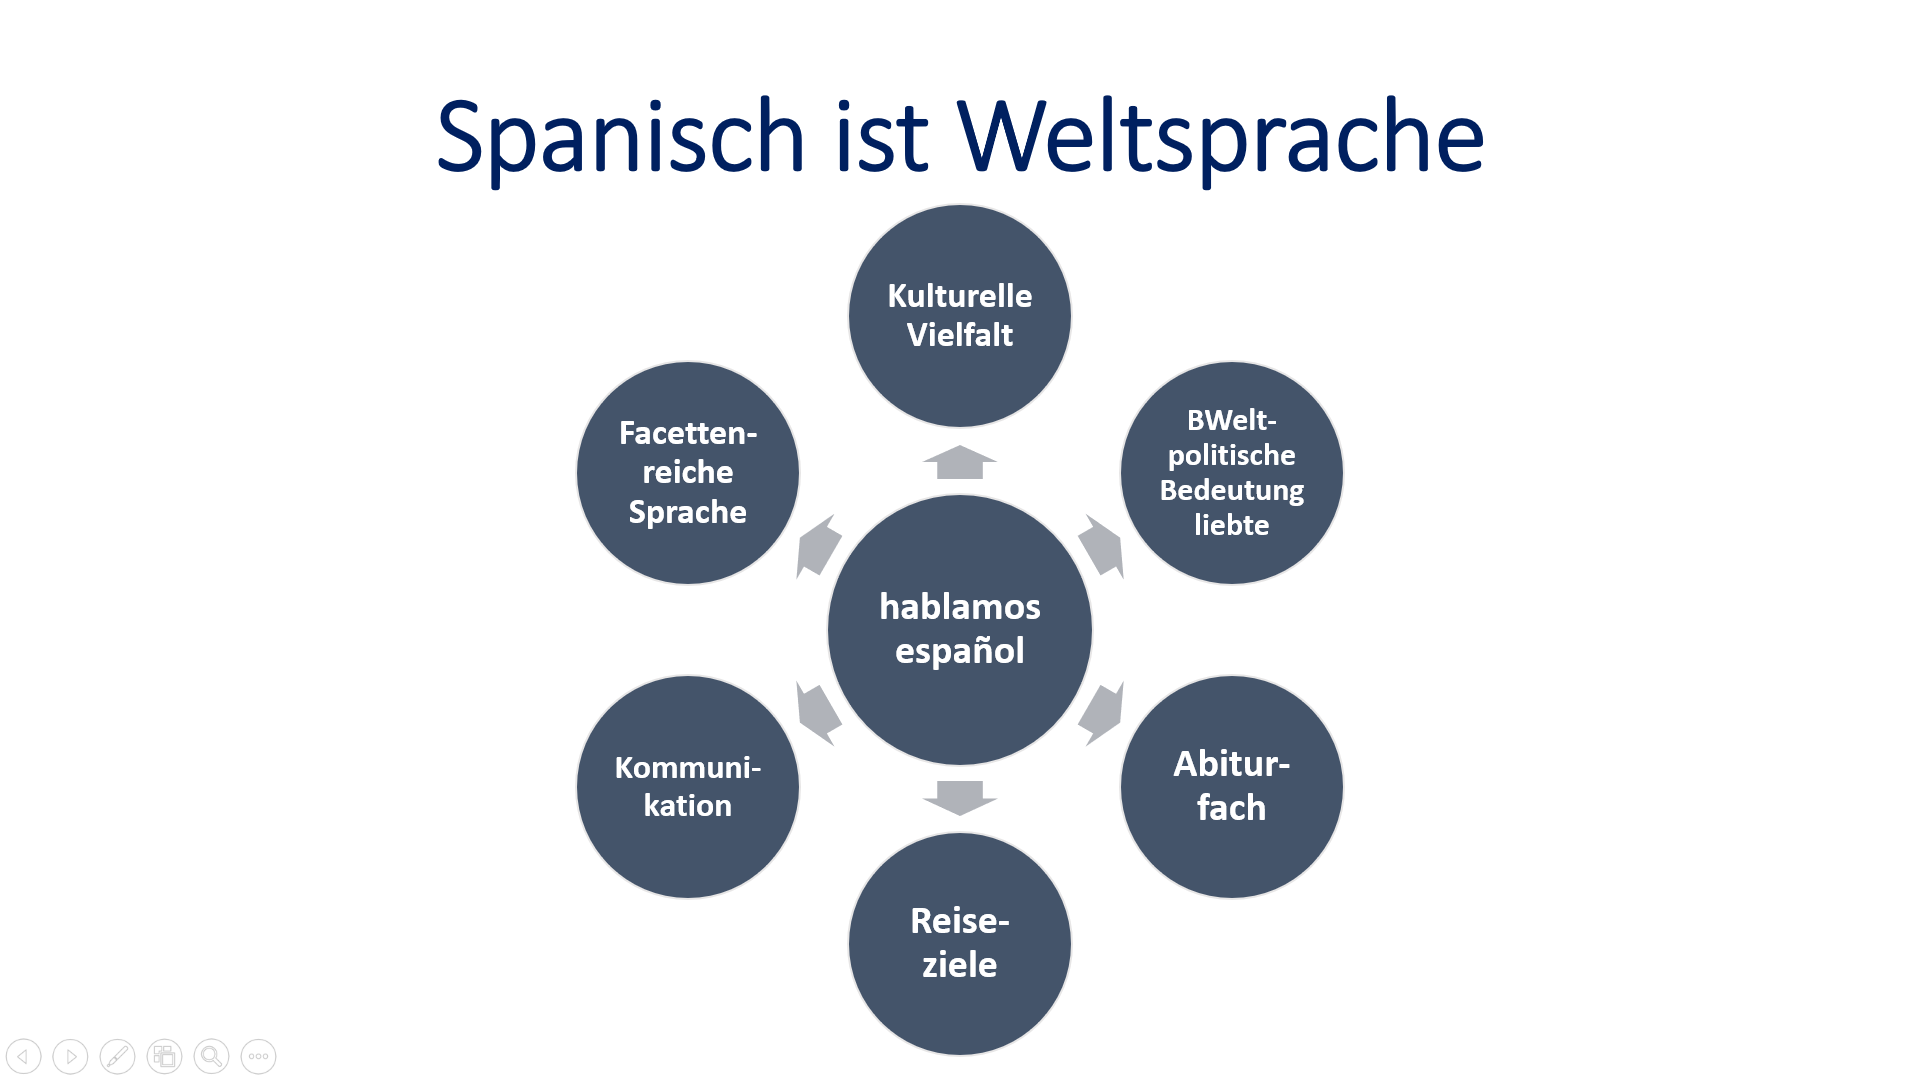 Spanisch ist Weltsprache
Kulturelle
Vielfalt
BWelt-
politische
Bedeutung
liebte
Abitur-
fach
Reise-
ziele
Kommuni-
kation
Facetten-
reiche
Sprache
hablamos
español